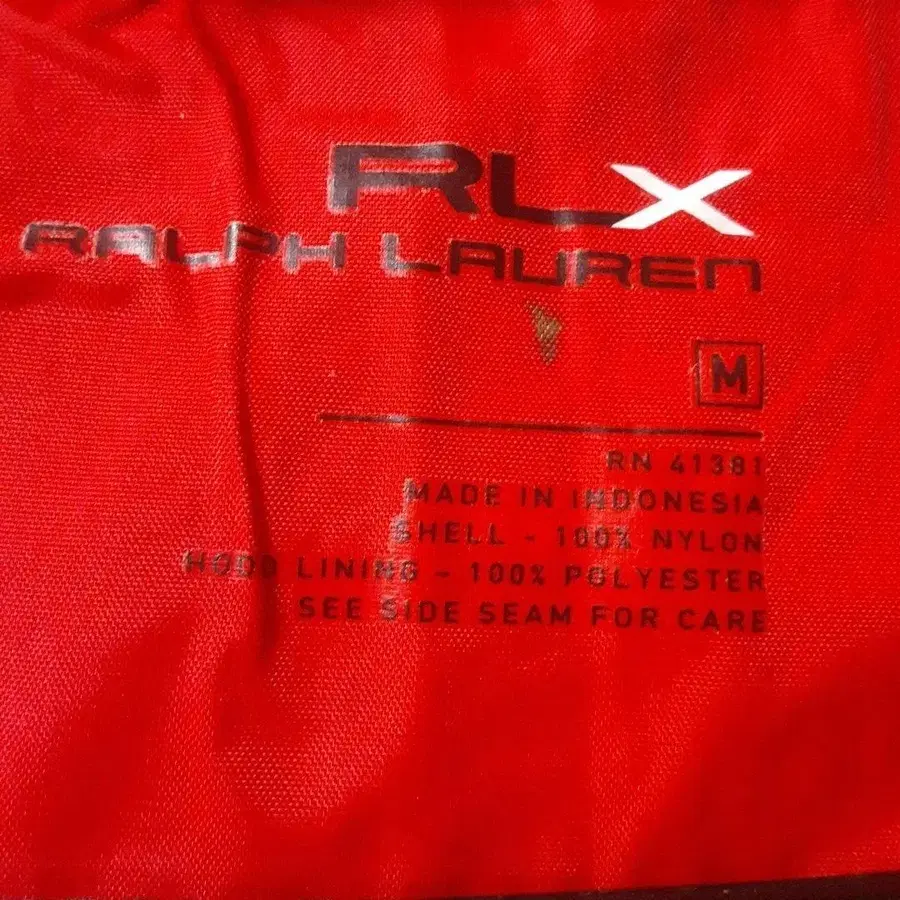 RLX
RALPH LAUREN
M
RN 41381
MADE IN INDONESIA
SHELL - 100% NYLON
HOOD LINING - 100% POLYESTER
SEE SIDE SEAM FOR CARE